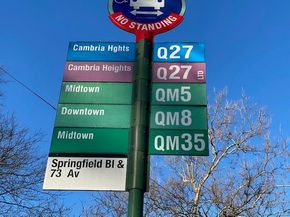 NO STANDING
Cambria Hghts Q27
Cambria Heights Q27 LTD
Midtown QM5
Downtown QM8
Midtown QM35
Springfield Bl &
73 Av